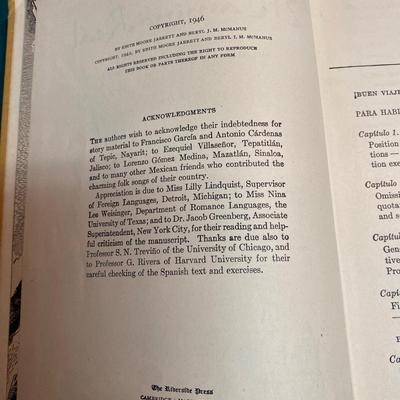 COPYRIGHT, 1946
BY EDITH MOORE JARRETT AND BERYL J. M. McMANUS
COPYRIGHT, 1942, BY EDITH MOORE JARRETT AND BERYL J. M. McMANUS
ALL RIGHTS RESERVED INCLUDING THE RIGHT TO REPRODUCE
THIS BOOK OR PARTS THEREOF IN ANY FORM
ACKNOWLEDGMENTS
THE authors wish to acknowledge their indebtedness for
story material to Francisco García and Antonio Cárdenas
of Tepic, Nayarit; to Ezequiel Villaseñor, Tepatitlán,
Jalisco; to Lorenzo Gómez Medina, Mazatlán, Sinaloa,
and to many other Mexican friends who contributed the
charming folk songs of their country.
Appreciation is due to Miss Lilly Lindquist, Supervisor
of Foreign Languages, Detroit, Michigan; to Miss Nina
Lee Weisinger, Department of Romance Languages, the
University of Texas; and to Dr. Jacob Greenberg, Associate
Superintendent, New York City, for their reading and help-
ful criticism of the manuscript. Thanks are due also to
Professor S. N. Treviño of the University of Chicago, and
to Professor G. Rivera of Harvard University for their
careful checking of the Spanish text and exercises.
The Riverside Press
¡BUEN VIAJE
PARA HABL
Capítulo 1.
Position
tions —
tion exe
Capítulo
Omissi
quotat
and s
Capítu
Gen
tive
Pro
Capít
Fi
Ca